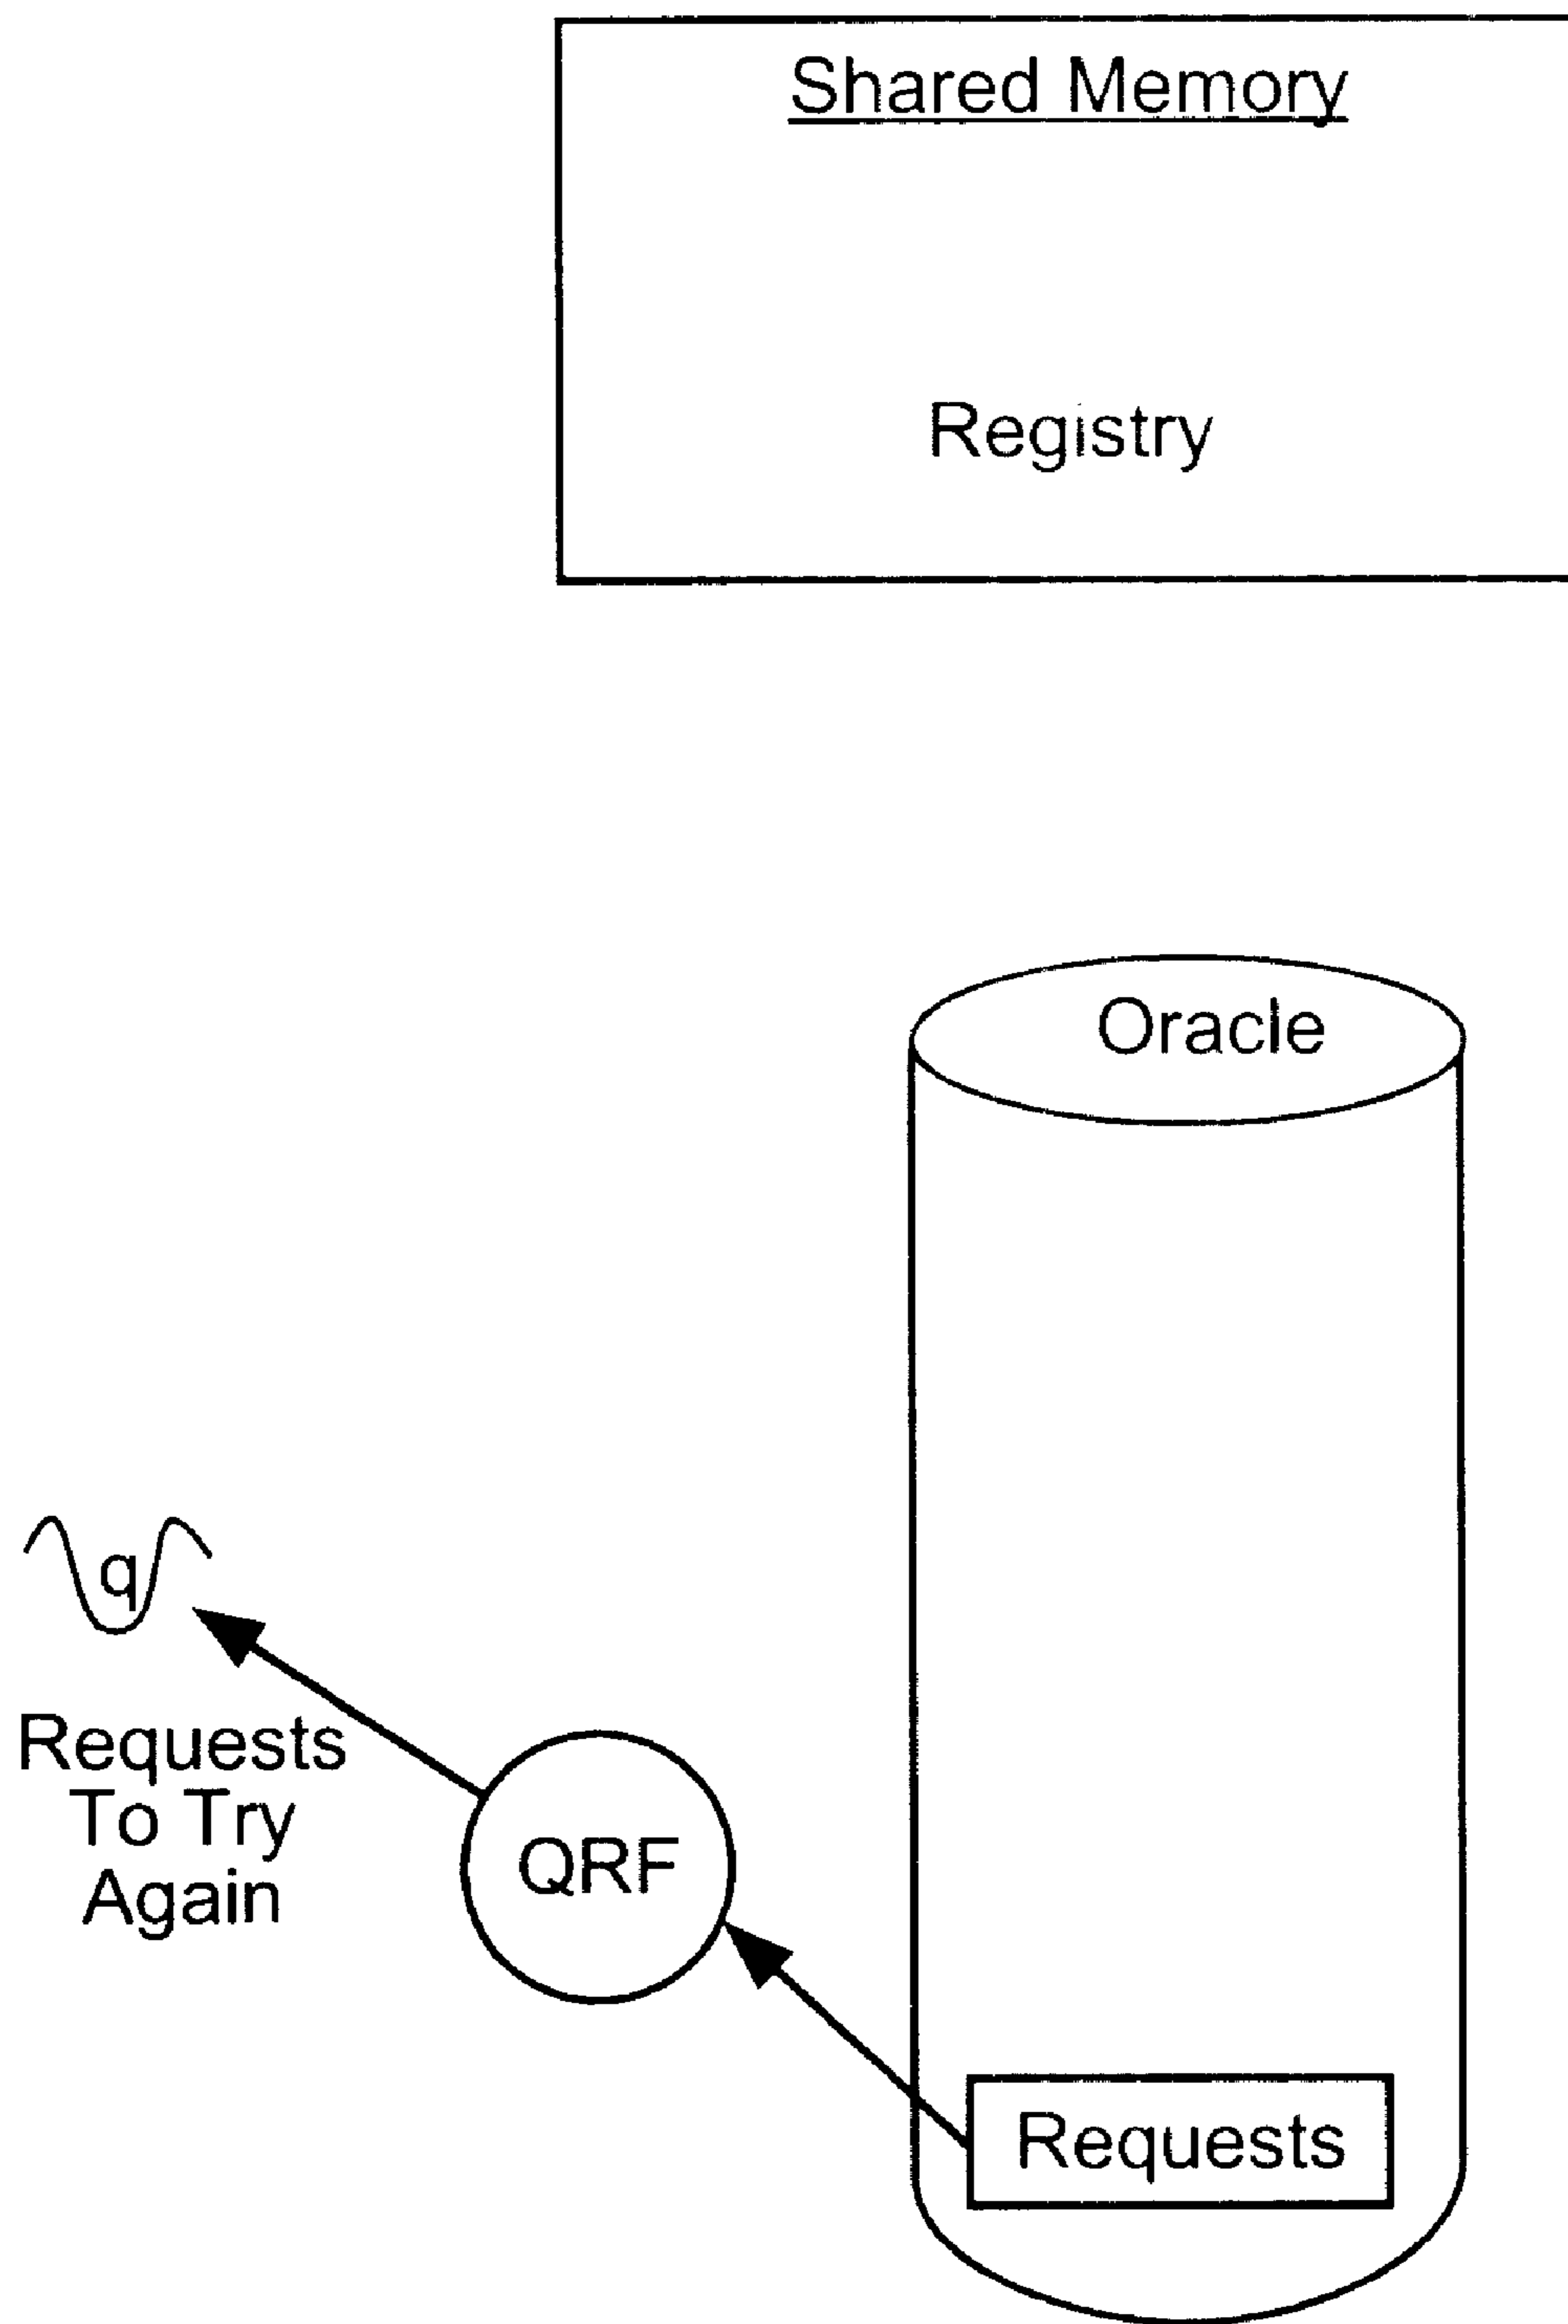 Shared Memory
Registry
Oracle
q
Requests
To Try
Again
QRF
Requests